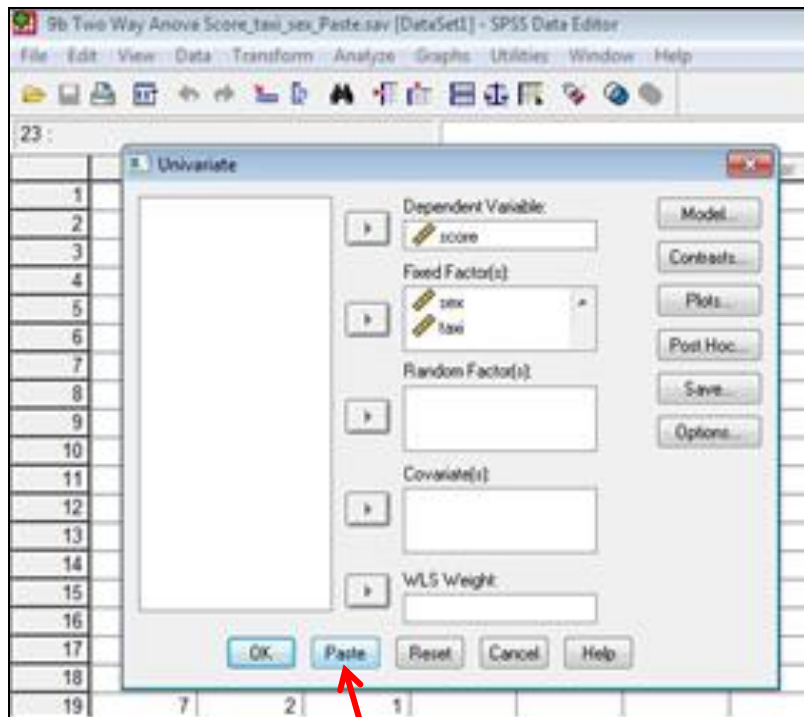 9b Two Way Anova Score_taxi_sex_Paste.sav [DataSet1] - SPSS Data Editor
File Edit View Data Transform Analyze Graphs Utilities Window Help
23 :
Univariate
1
2
3
4
5
6
7
8
9
10
11
12
13
14
15
16
17
18
19 7 2 1
Dependent Variable:
score
Fixed Factor(s):
sex
taxi
Random Factor(s):
Covariate(s):
WLS Weight:
Model...
Contrasts...
Plots...
Post Hoc...
Save...
Options...
OK Paste Reset Cancel Help